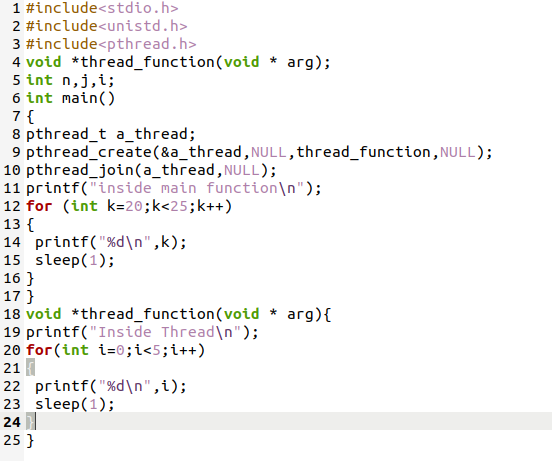 1 #include<stdio.h>
2 #include<unistd.h>
3 #include<pthread.h>
4 void *thread_function(void * arg);
5 int n,j,i;
6 int main()
7 {
8 pthread_t a_thread;
9 pthread_create(&a_thread,NULL,thread_function,NULL);
10 pthread_join(a_thread,NULL);
11 printf("inside main function\n");
12 for (int k=20;k<25;k++)
13 {
14  printf("%d\n",k);
15  sleep(1);
16 }
17 }
18 void *thread_function(void * arg){
19 printf("Inside Thread\n");
20 for(int i=0;i<5;i++)
21 {
22  printf("%d\n",i);
23  sleep(1);
24 }
25 }